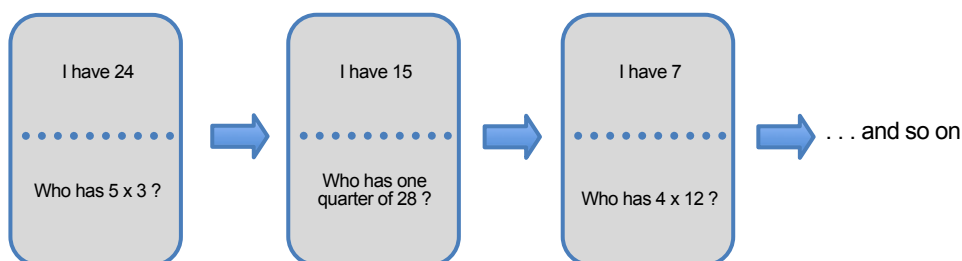 I have 24
Who has 5 x 3 ?
I have 15
Who has one
quarter of 28 ?
I have 7
Who has 4 x 12 ?
. . . and so on